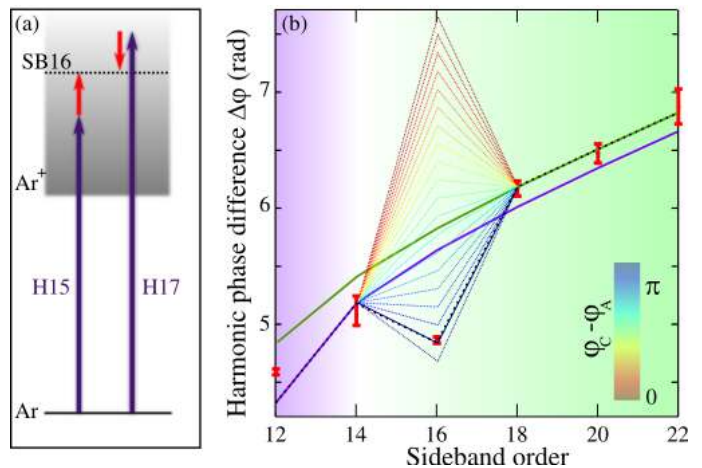 (a)
SB16
Ar+
H15
H17
Ar
(b)
Harmonic phase difference Δφ (rad)
7
6
5
φC -φA
π
0
12 14 16 18 20 22
Sideband order